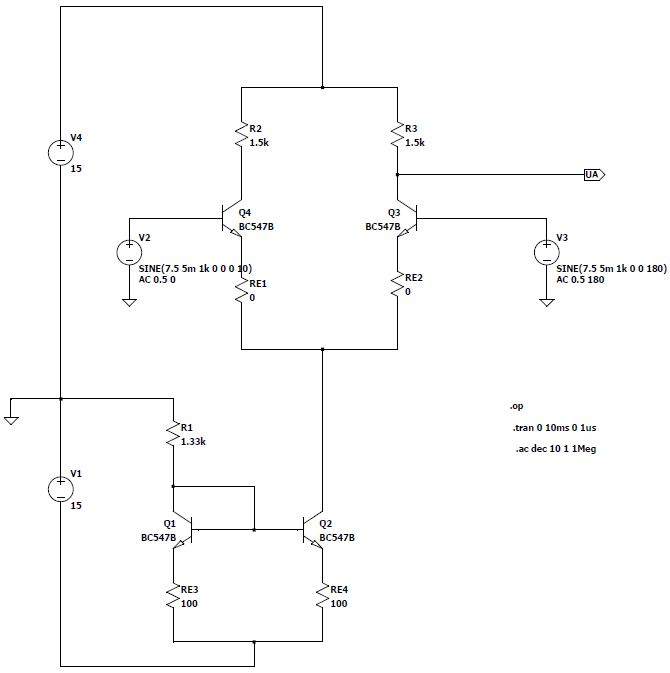 V4
15
R2
1.5k
R3
1.5k
UA
Q4
BC547B
Q3
BC547B
V2
SINE(7.5 5m 1k 0 0 0 10)
AC 0.5 0
V3
SINE(7.5 5m 1k 0 0 180)
AC 0.5 180
RE1
0
RE2
0
.op
.tran 0 10ms 0 1us
.ac dec 10 1 1Meg
R1
1.33k
V1
15
Q1
BC547B
Q2
BC547B
RE3
100
RE4
100